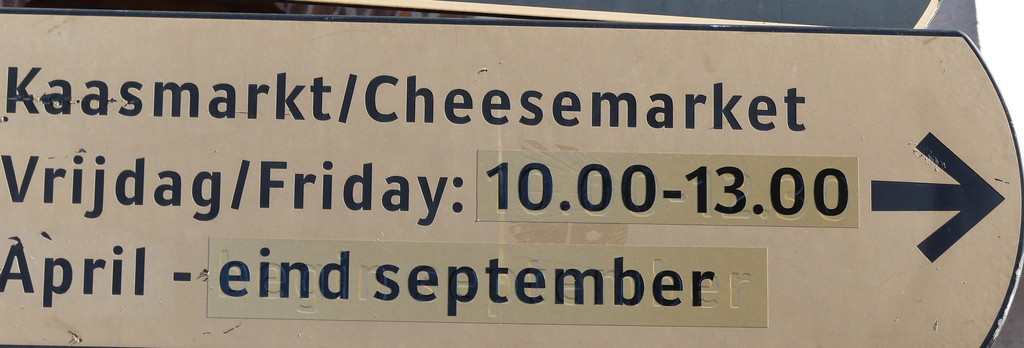 Kaasmarkt/Cheesemarket
Vrijdag/Friday: 10.00-13.00
April - eind september